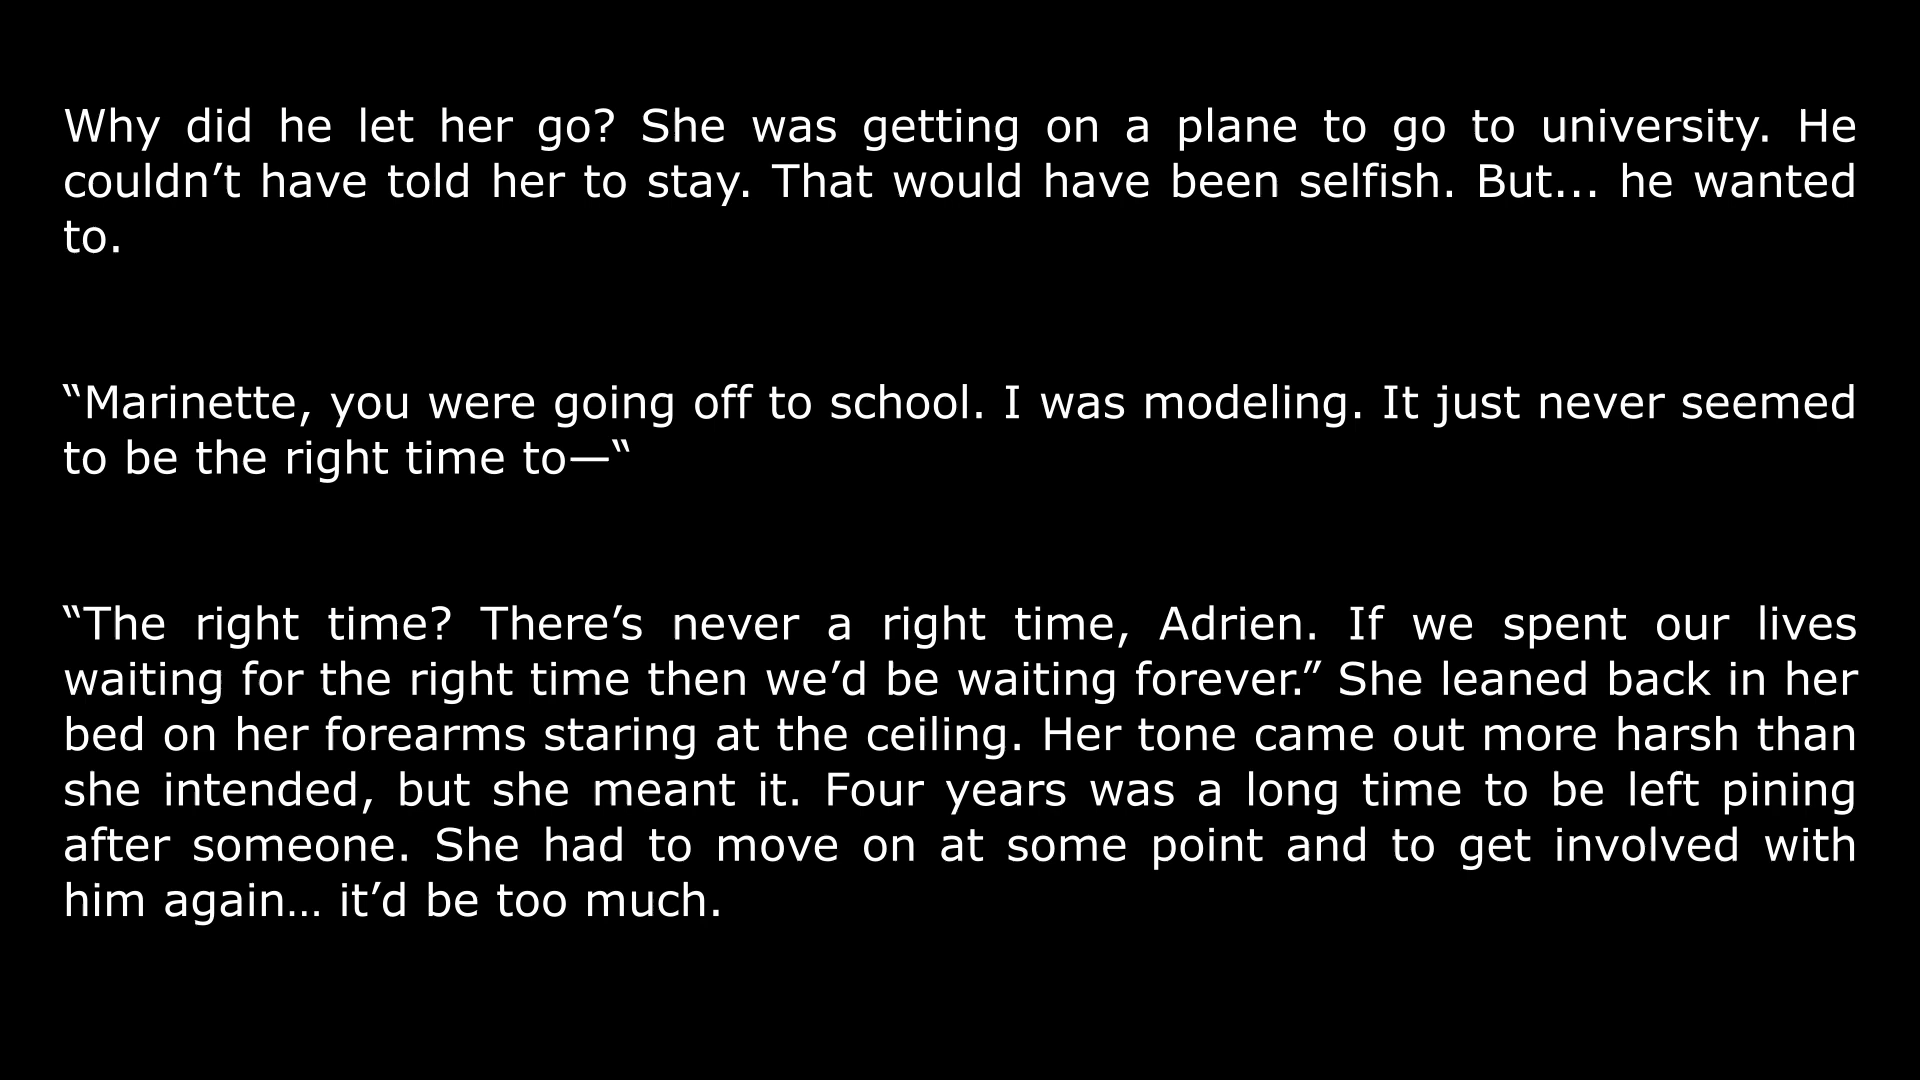 Why did he let her go? She was getting on a plane to go to university. He
couldn’t have told her to stay. That would have been selfish. But… he wanted
to.
“Marinette, you were going off to school. I was modeling. It just never seemed
to be the right time to—“
“The right time? There’s never a right time, Adrien. If we spent our lives
waiting for the right time then we’d be waiting forever.” She leaned back in her
bed on her forearms staring at the ceiling. Her tone came out more harsh than
she intended, but she meant it. Four years was a long time to be left pining
after someone. She had to move on at some point and to get involved with
him again… it’d be too much.